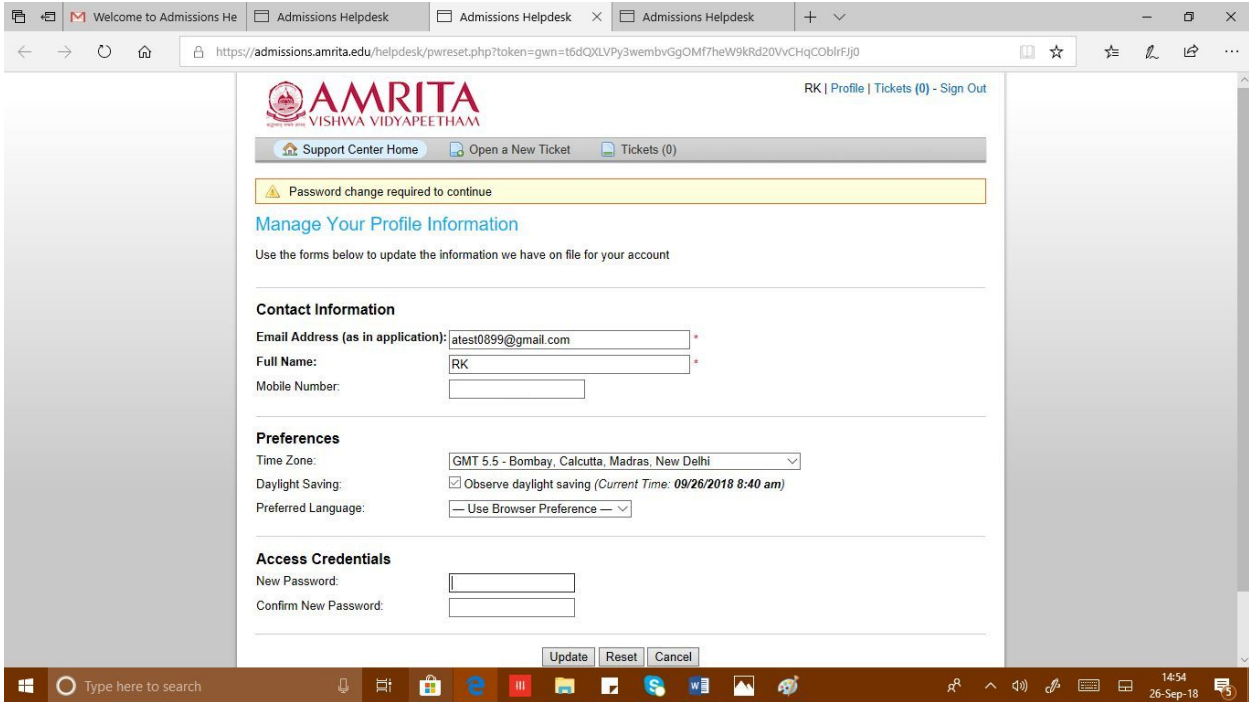 Welcome to Admissions He
Admissions Helpdesk
Admissions Helpdesk
Admissions Helpdesk
https://admissions.amrita.edu/helpdesk/pwreset.php?token=gwn=t6dQXLVPy3wembvGgOMf7heW9kRd20VvCHqCOblrFJj0
AMRITA
VISHWA VIDYAPEETHAM
RK | Profile | Tickets (0) - Sign Out
Support Center Home
Open a New Ticket
Tickets (0)
Password change required to continue
Manage Your Profile Information
Use the forms below to update the information we have on file for your account
Contact Information
Email Address (as in application): atest0899@gmail.com *
Full Name: RK *
Mobile Number:
Preferences
Time Zone: GMT 5.5 - Bombay, Calcutta, Madras, New Delhi
Daylight Saving: Observe daylight saving (Current Time: 09/26/2018 8:40 am)
Preferred Language: — Use Browser Preference —
Access Credentials
New Password:
Confirm New Password:
Update Reset Cancel
Type here to search
14:54
26-Sep-18
5